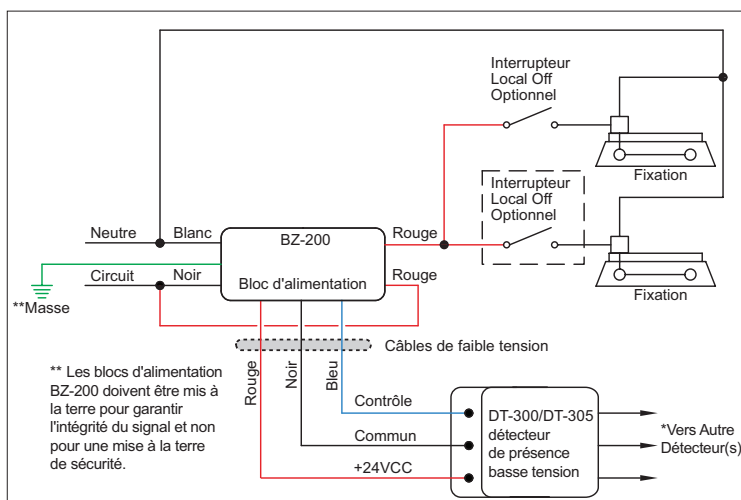 Interrupteur
Local Off
Optionnel
Fixation
Interrupteur
Local Off
Optionnel
Fixation
Neutre
Blanc
BZ-200
Rouge
Circuit
Noir
Bloc d'alimentation
Rouge
**Masse
Câbles de faible tension
Rouge
Noir
Bleu
** Les blocs d'alimentation
BZ-200 doivent être mis à
la terre pour garantir
l'intégrité du signal et non
pour une mise à la terre
de sécurité.
Contrôle
Commun
+24VCC
DT-300/DT-305
détecteur
de présence
basse tension
*Vers Autre
Détecteur(s)